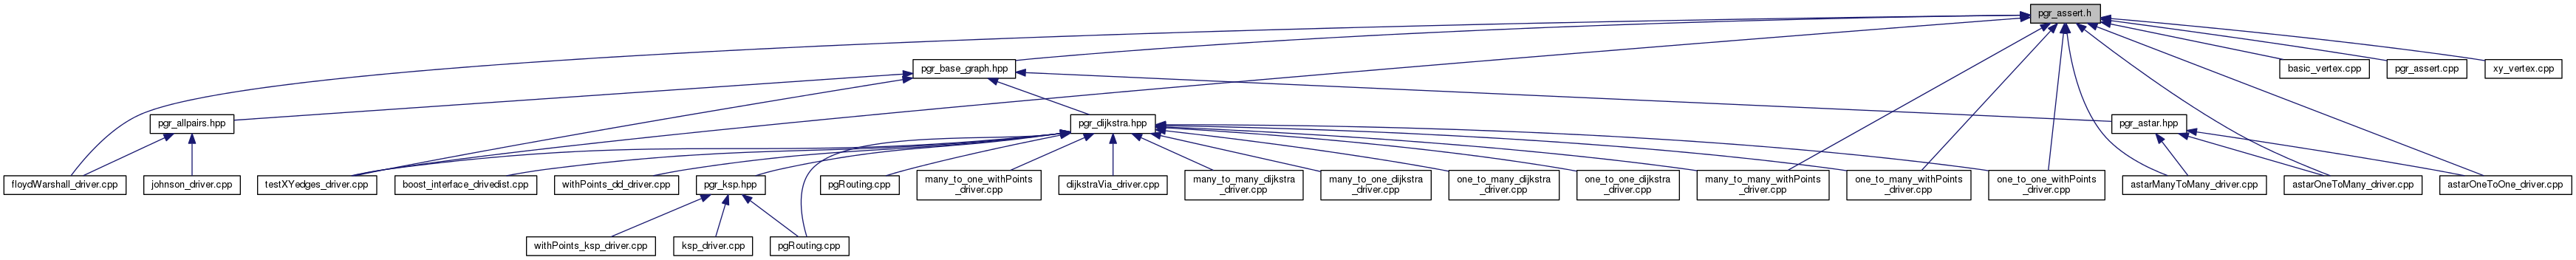 pgr_assert.h
pgr_base_graph.hpp
basic_vertex.cpp
pgr_assert.cpp
xy_vertex.cpp
pgr_allpairs.hpp
pgr_dijkstra.hpp
pgr_astar.hpp
floydWarshall_driver.cpp
johnson_driver.cpp
testXYedges_driver.cpp
boost_interface_drivedist.cpp
withPoints_dd_driver.cpp
pgr_ksp.hpp
pgRouting.cpp
many_to_one_withPoints
_driver.cpp
dijkstraVia_driver.cpp
many_to_many_dijkstra
_driver.cpp
many_to_one_dijkstra
_driver.cpp
one_to_many_dijkstra
_driver.cpp
one_to_one_dijkstra
_driver.cpp
many_to_many_withPoints
_driver.cpp
one_to_many_withPoints
_driver.cpp
one_to_one_withPoints
_driver.cpp
astarManyToMany_driver.cpp
astarOneToMany_driver.cpp
astarOneToOne_driver.cpp
withPoints_ksp_driver.cpp
ksp_driver.cpp
pgRouting.cpp